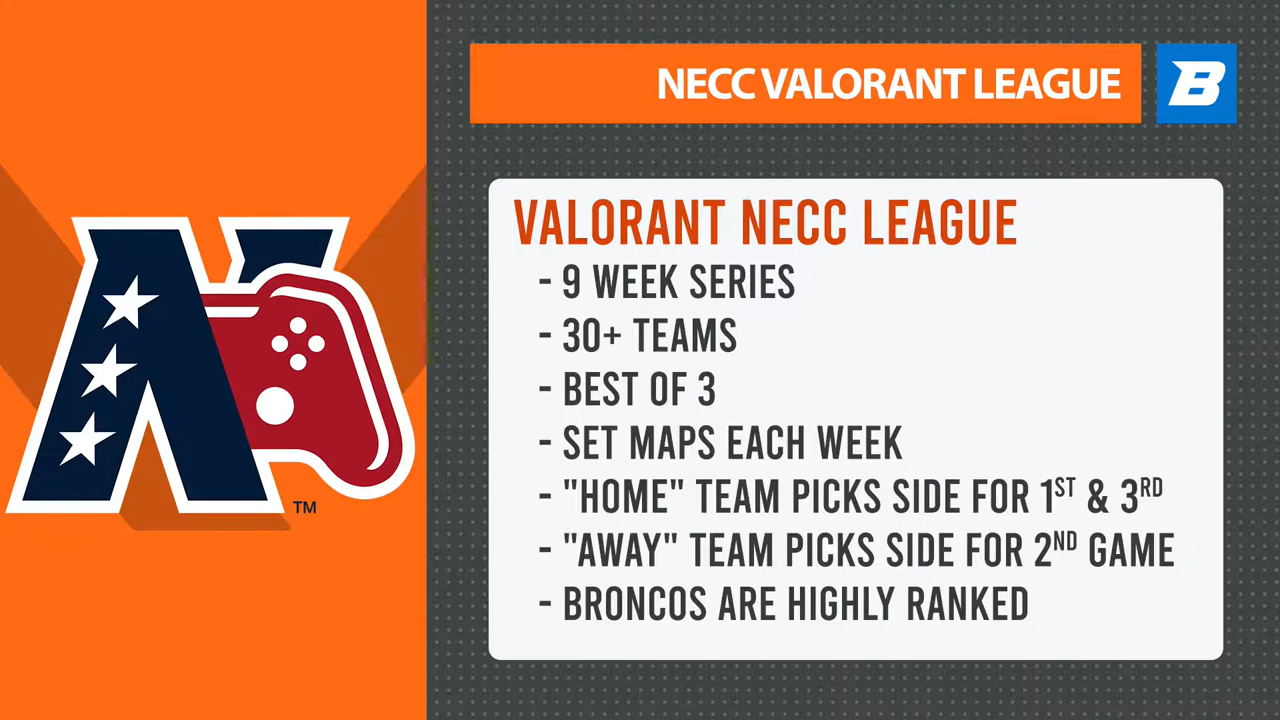 NECC VALORANT LEAGUE
B
VALORANT NECC LEAGUE
- 9 WEEK SERIES
- 30+ TEAMS
- BEST OF 3
- SET MAPS EACH WEEK
- "HOME" TEAM PICKS SIDE FOR 1ST & 3RD
- "AWAY" TEAM PICKS SIDE FOR 2ND GAME
- BRONCOS ARE HIGHLY RANKED
N
TM